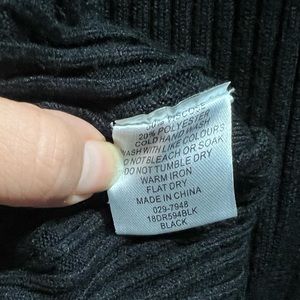 VISCOSE
20% POLYESTER
COLD HAND WASH
WASH WITH LIKE COLOURS
DO NOT BLEACH OR SOAK
DO NOT TUMBLE DRY
WARM IRON
FLAT DRY
MADE IN CHINA
029-7948
18DR594BLK
BLACK